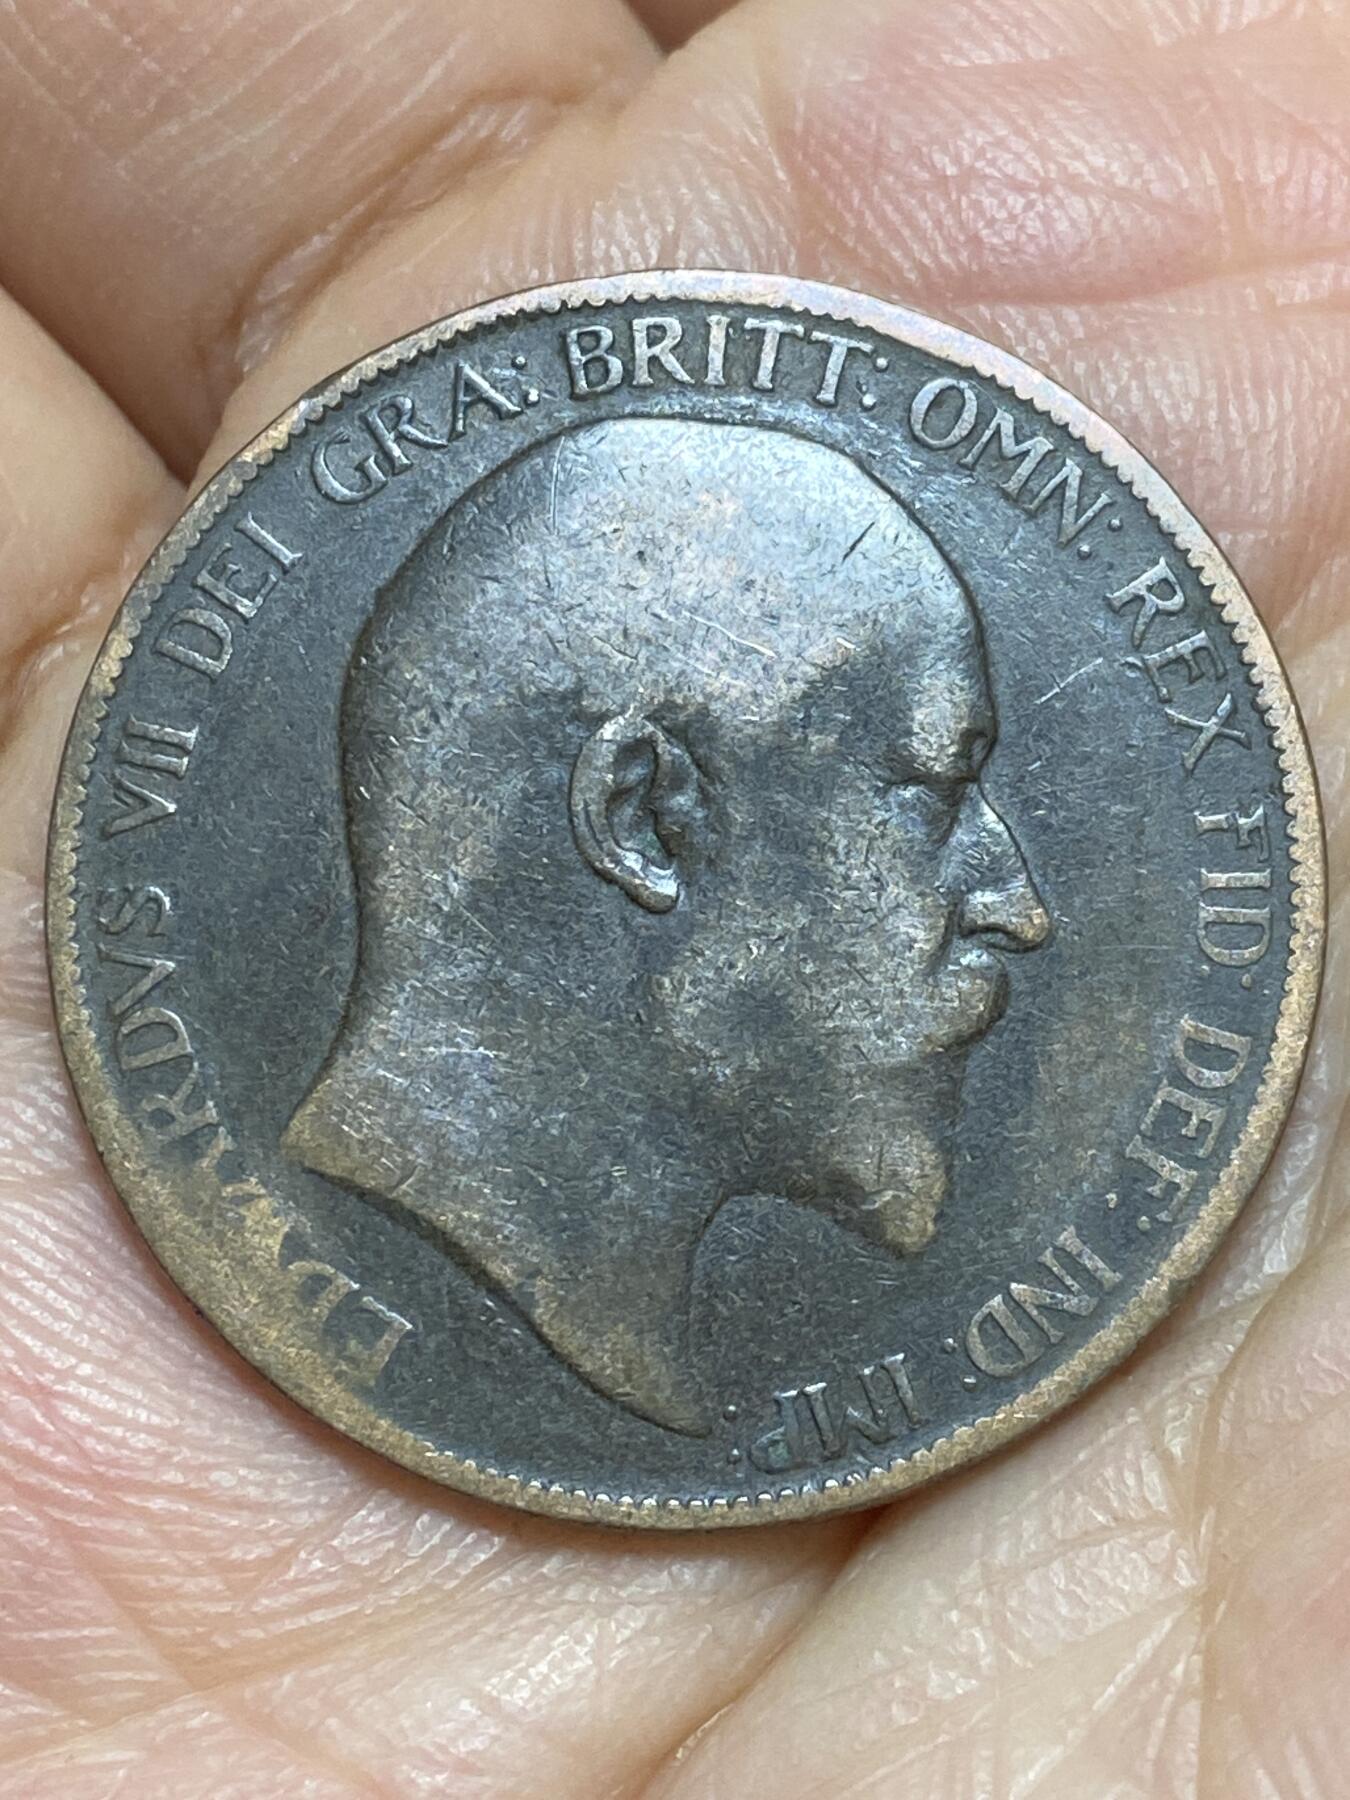 EDWARDVS VII DEI GRA: BRITT: OMN: REX FID: DEF: IND: IMP: